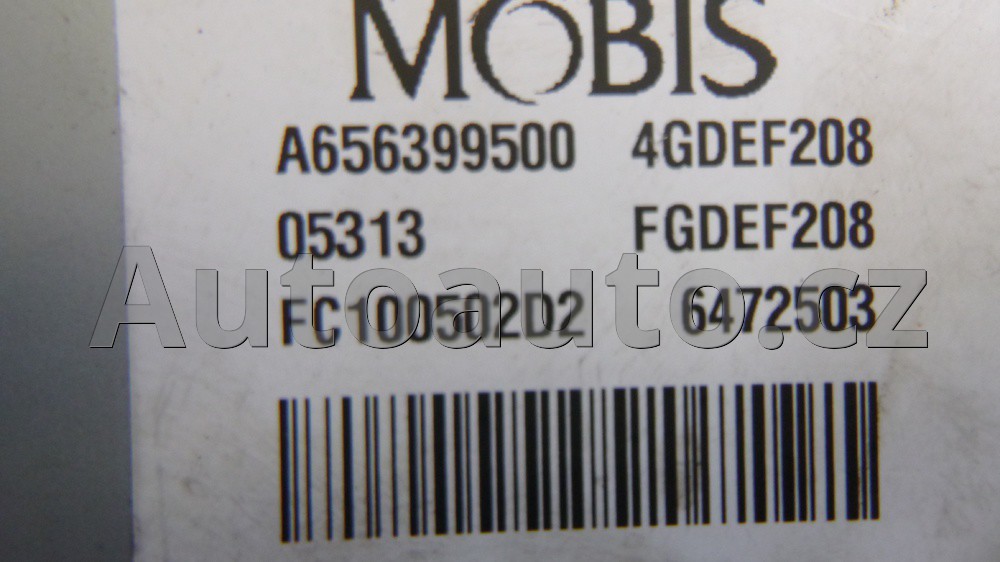 MOBIS
A656399500 4GDEF208
05313 FGDEF208
FC100502D2 6472503
Autoauto.cz